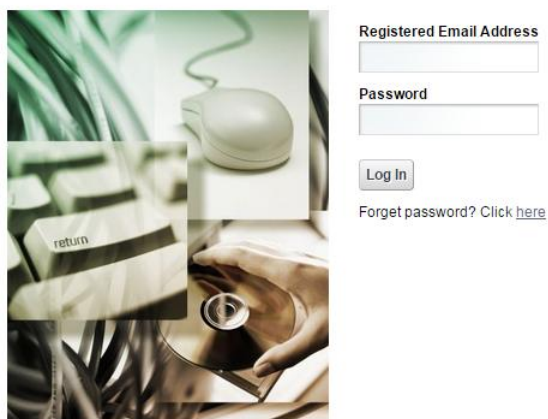 Registered Email Address
Password
Log In
Forget password? Click here
return